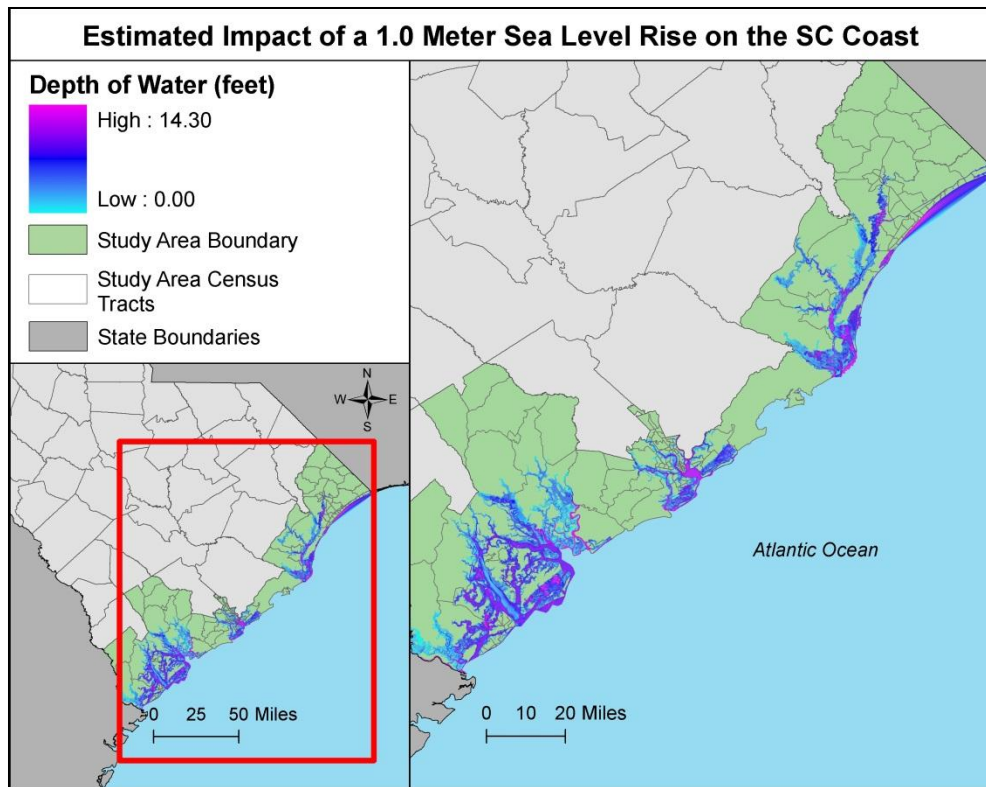 Estimated Impact of a 1.0 Meter Sea Level Rise on the SC Coast
Depth of Water (feet)
High : 14.30
Low : 0.00
Study Area Boundary
Study Area Census
Tracts
State Boundaries
N
W E
S
0 25 50 Miles
Atlantic Ocean
0 10 20 Miles